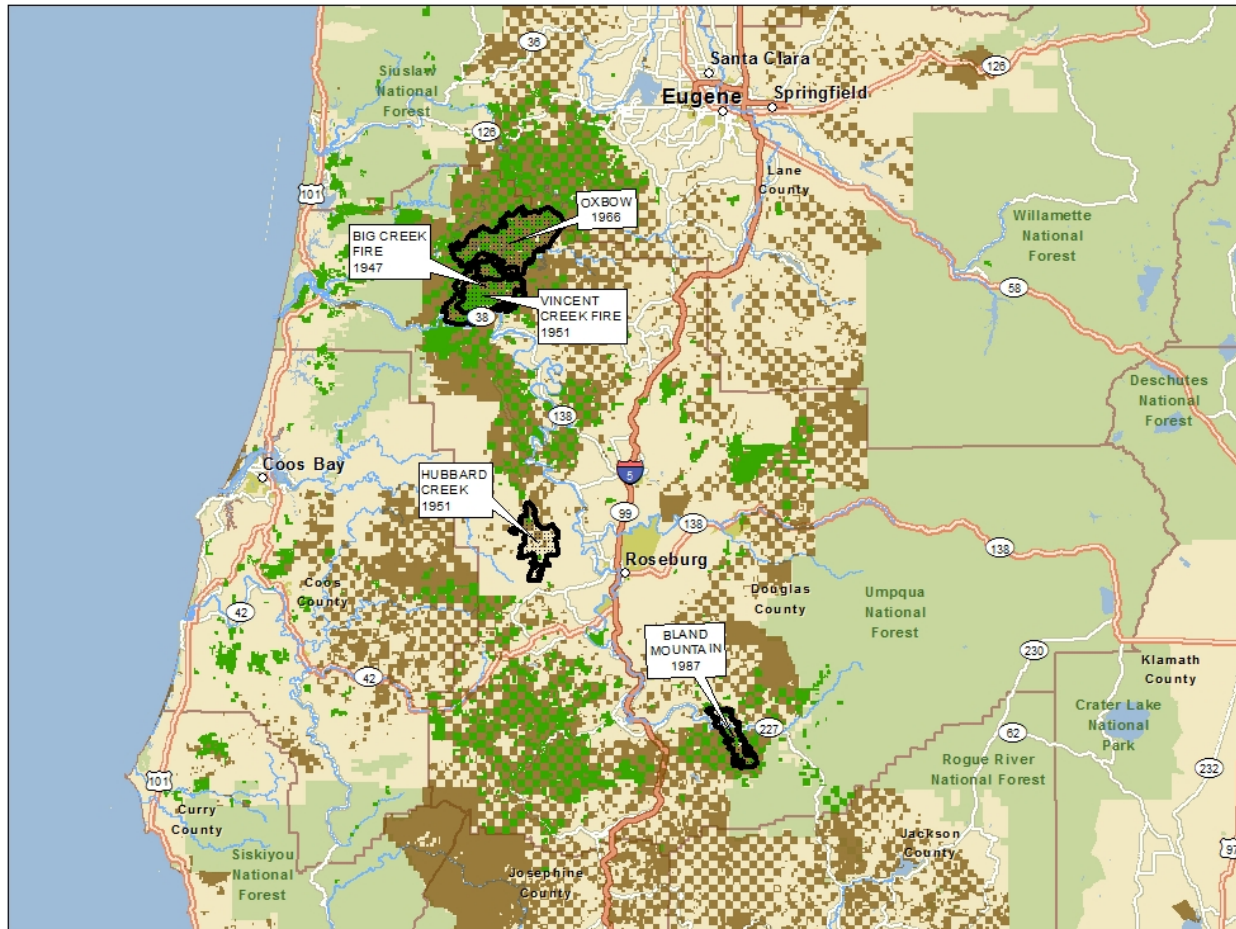 36
Santa Clara
126
Siuslaw
National
Forest
Eugene
Springfield
126
Lane
County
101
OXBOW
1966
Willamette
National
Forest
BIG CREEK
FIRE
1947
58
VINCENT
CREEK FIRE
1951
38
Deschutes
National
Forest
138
Coos Bay
HUBBARD
CREEK
1951
5
99
138
138
Roseburg
Coos
County
42
Douglas
County
Umpqua
National
Forest
BLAND
MOUNTAIN
1987
42
230
Klamath
County
227
62
Crater Lake
National
Park
Rogue River
National Forest
232
101
Curry
County
Jackson
County
97
Siskiyou
National
Forest
Josephine
County